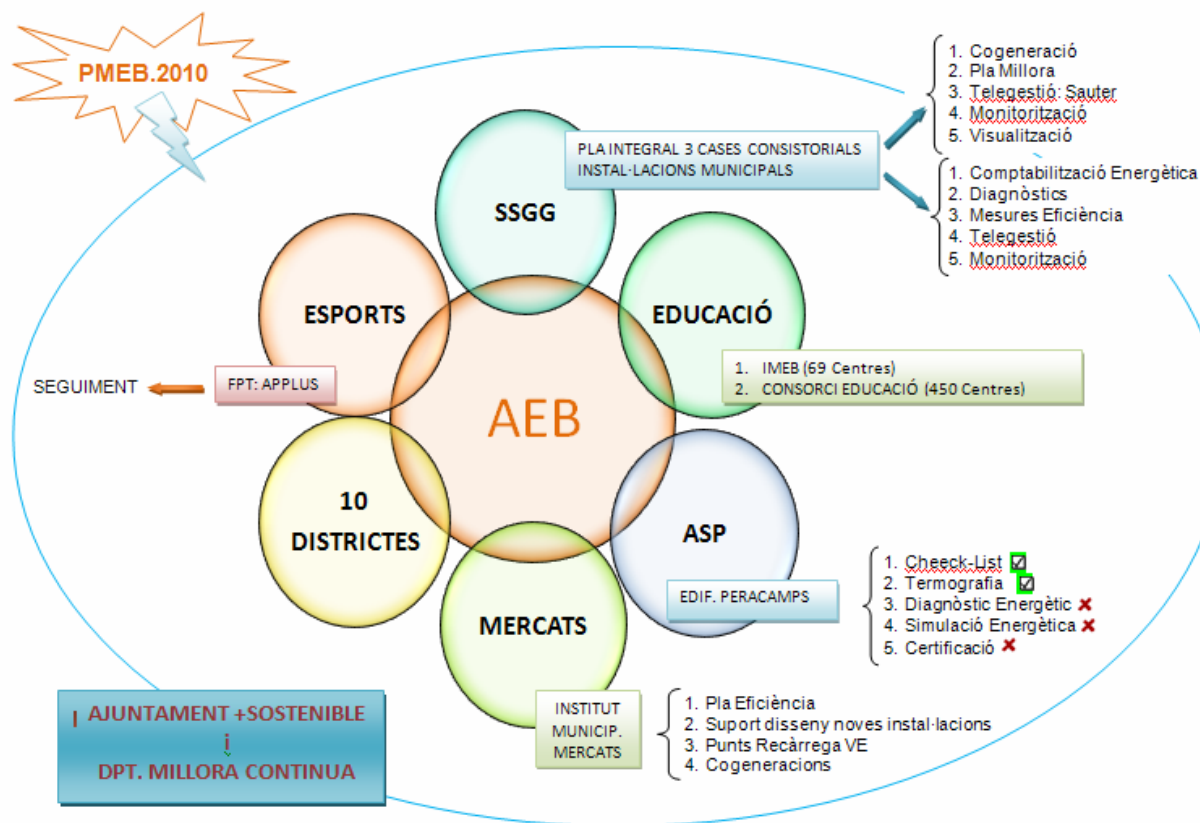 PMEB.2010
1. Cogeneració
2. Pla Millora
3. Telegestió: Sauter
4. Monitorització
5. Visualització
PLA INTEGRAL 3 CASES CONSISTORIALS
INSTAL·LACIONS MUNICIPALS
1. Comptabilització Energètica
2. Diagnòstics
3. Mesures Eficiència
4. Telegestió
5. Monitorització
SSGG
ESPORTS
EDUCACIÓ
1. IMEB (69 Centres)
2. CONSORCI EDUCACIÓ (450 Centres)
SEGUIMENT
FPT: APPLUS
AEB
10
DISTRICTES
ASP
EDIF. PERACAMPS
1. Cheeck-List
2. Termografia
3. Diagnòstic Energètic
4. Simulació Energètica
5. Certificació
MERCATS
INSTITUT
MUNICIP.
MERCATS
1. Pla Eficiència
2. Suport disseny noves instal·lacions
3. Punts Recàrrega VE
4. Cogeneracions
AJUNTAMENT +SOSTENIBLE
i
DPT. MILLORA CONTINUA